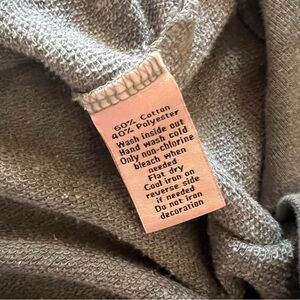 60% Cotton
40% Polyester
Wash inside out
Hand wash cold
Only non-chlorine
bleach when
needed
Flat dry
Cool iron on
reverse side
if needed
Do not iron
decoration